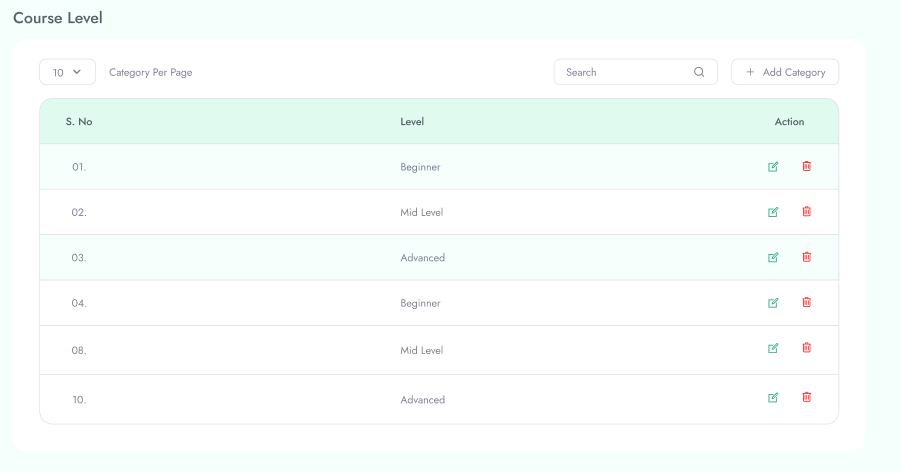 Course Level
10 Category Per Page Search + Add Category
S. No Level Action
01. Beginner
02. Mid Level
03. Advanced
04. Beginner
08. Mid Level
10. Advanced